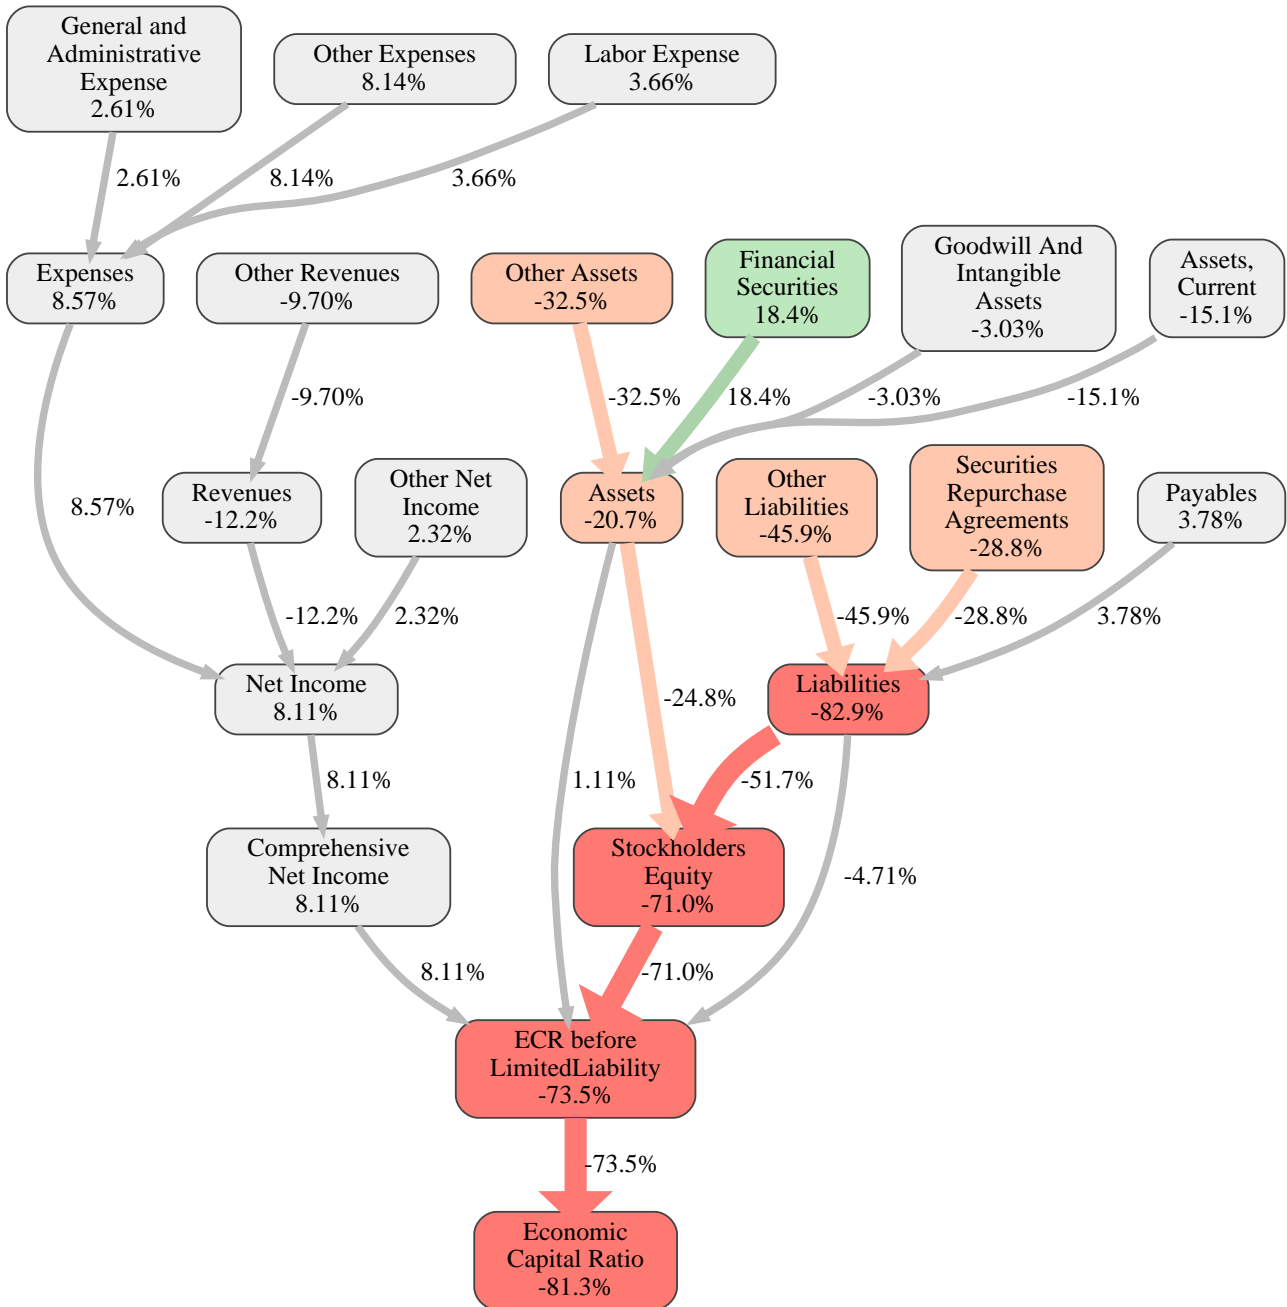 General and
Administrative
Expense
2.61%
Other Expenses
8.14%
Labor Expense
3.66%
2.61%
8.14%
3.66%
Expenses
8.57%
Other Revenues
-9.70%
Other Assets
-32.5%
Financial
Securities
18.4%
Goodwill And
Intangible
Assets
-3.03%
Assets,
Current
-15.1%
-9.70%
-32.5%
18.4%
-3.03%
-15.1%
8.57%
Revenues
-12.2%
Other Net
Income
2.32%
Assets
-20.7%
Other
Liabilities
-45.9%
Securities
Repurchase
Agreements
-28.8%
Payables
3.78%
-12.2%
2.32%
-45.9%
-28.8%
3.78%
Net Income
8.11%
-24.8%
Liabilities
-82.9%
8.11%
1.11%
-51.7%
Comprehensive
Net Income
8.11%
Stockholders
Equity
-71.0%
-4.71%
8.11%
-71.0%
ECR before
LimitedLiability
-73.5%
-73.5%
Economic
Capital Ratio
-81.3%